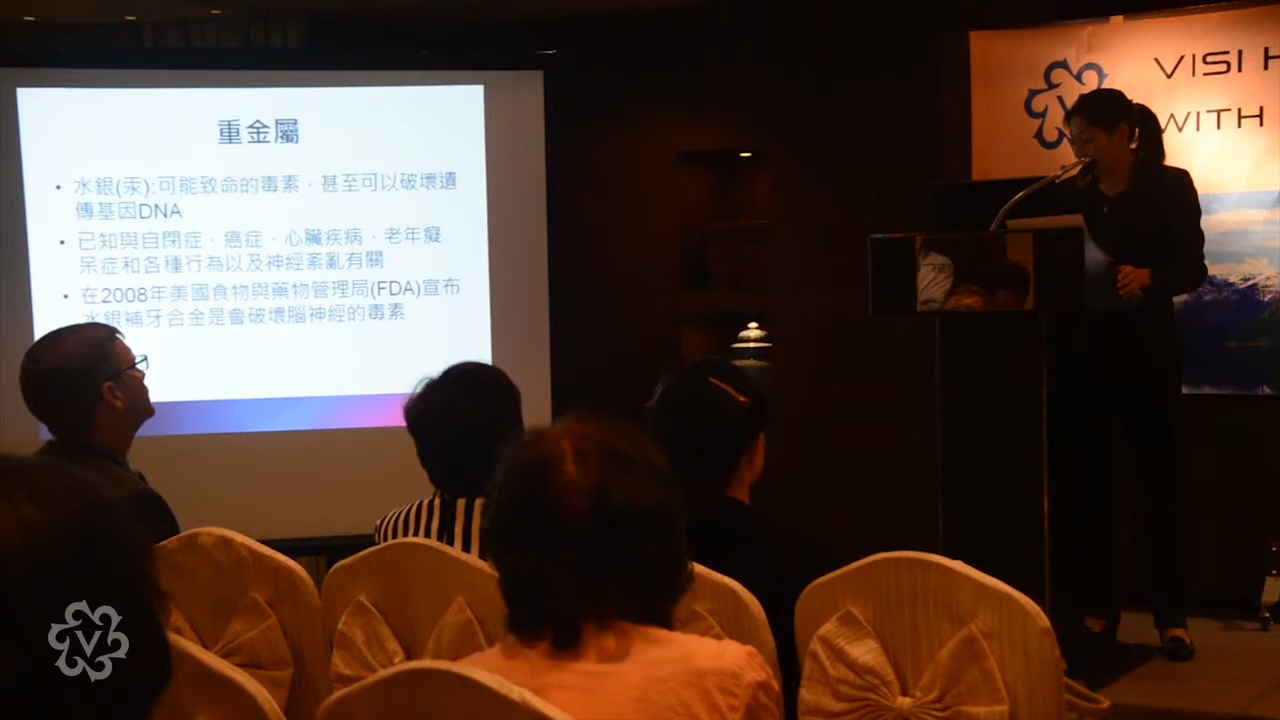 重金屬
• 水銀(汞):可能致命的毒素，甚至可以破壞遺
傳基因DNA
• 已知與自閉症、癌症、心臟疾病，老年癡
呆症和各種行為以及神經紊亂有關
• 在2008年美國食物與藥物管理局(FDA)宣布
水銀補牙合金是會破壞腦神經的毒素
V
VISI H
WITH
V